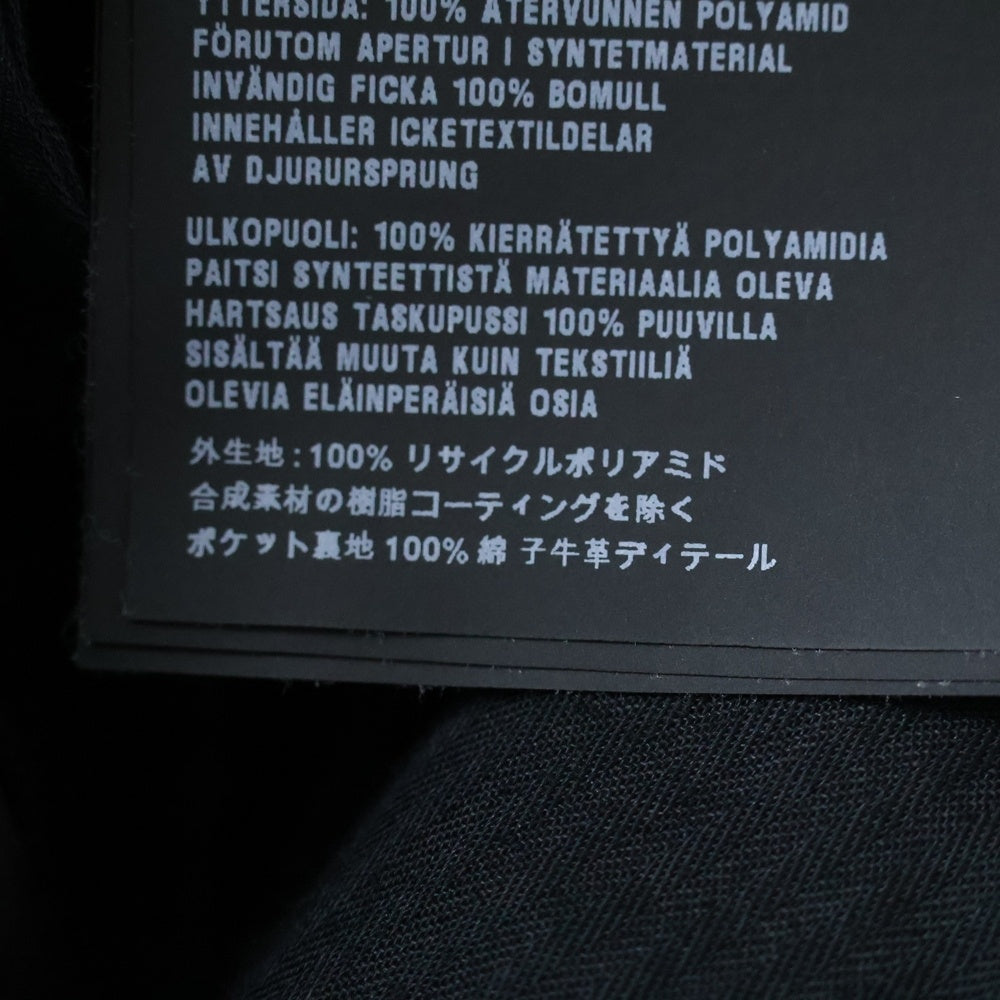 YTTERSIDA: 100% ÅTERVUNNEN POLYAMID
FÖRUTOM APERTUR I SYNTETMATERIAL
INVÄNDIG FICKA 100% BOMULL
INNEHÅLLER ICKETEXTILDELAR
AV DJURURSPRUNG
ULKOPUOLI: 100% KIERRÄTETTYÄ POLYAMIDIA
PAITSI SYNTEETTISTÄ MATERIAALIA OLEVA
HARTSAUS TASKUPUSSI 100% PUUVILLA
SISÄLTÄÄ MUUTA KUIN TEKSTIILIÄ
OLEVIA ELÄINPERÄISIÄ OSIA
外生地:100% リサイクルポリアミド
合成素材の樹脂コーティングを除く
ポケット裏地 100% 綿 子牛革ディテール